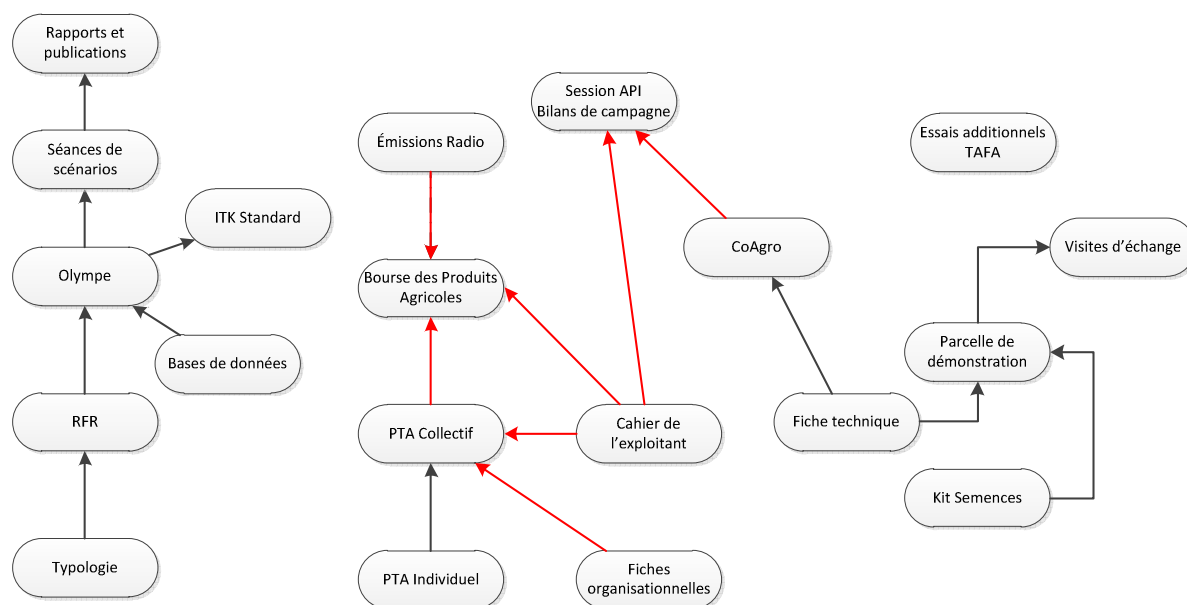 Rapports et
publications
Session API
Bilans de campagne
Émissions Radio
Essais additionnels
TAFA
Séances de
scénarios
ITK Standard
CoAgro
Visites d’échange
Olympe
Bourse des Produits
Agricoles
Bases de données
Parcelle de
démonstration
RFR
PTA Collectif
Cahier de
l’exploitant
Fiche technique
Kit Semences
Typologie
PTA Individuel
Fiches
organisationnelles